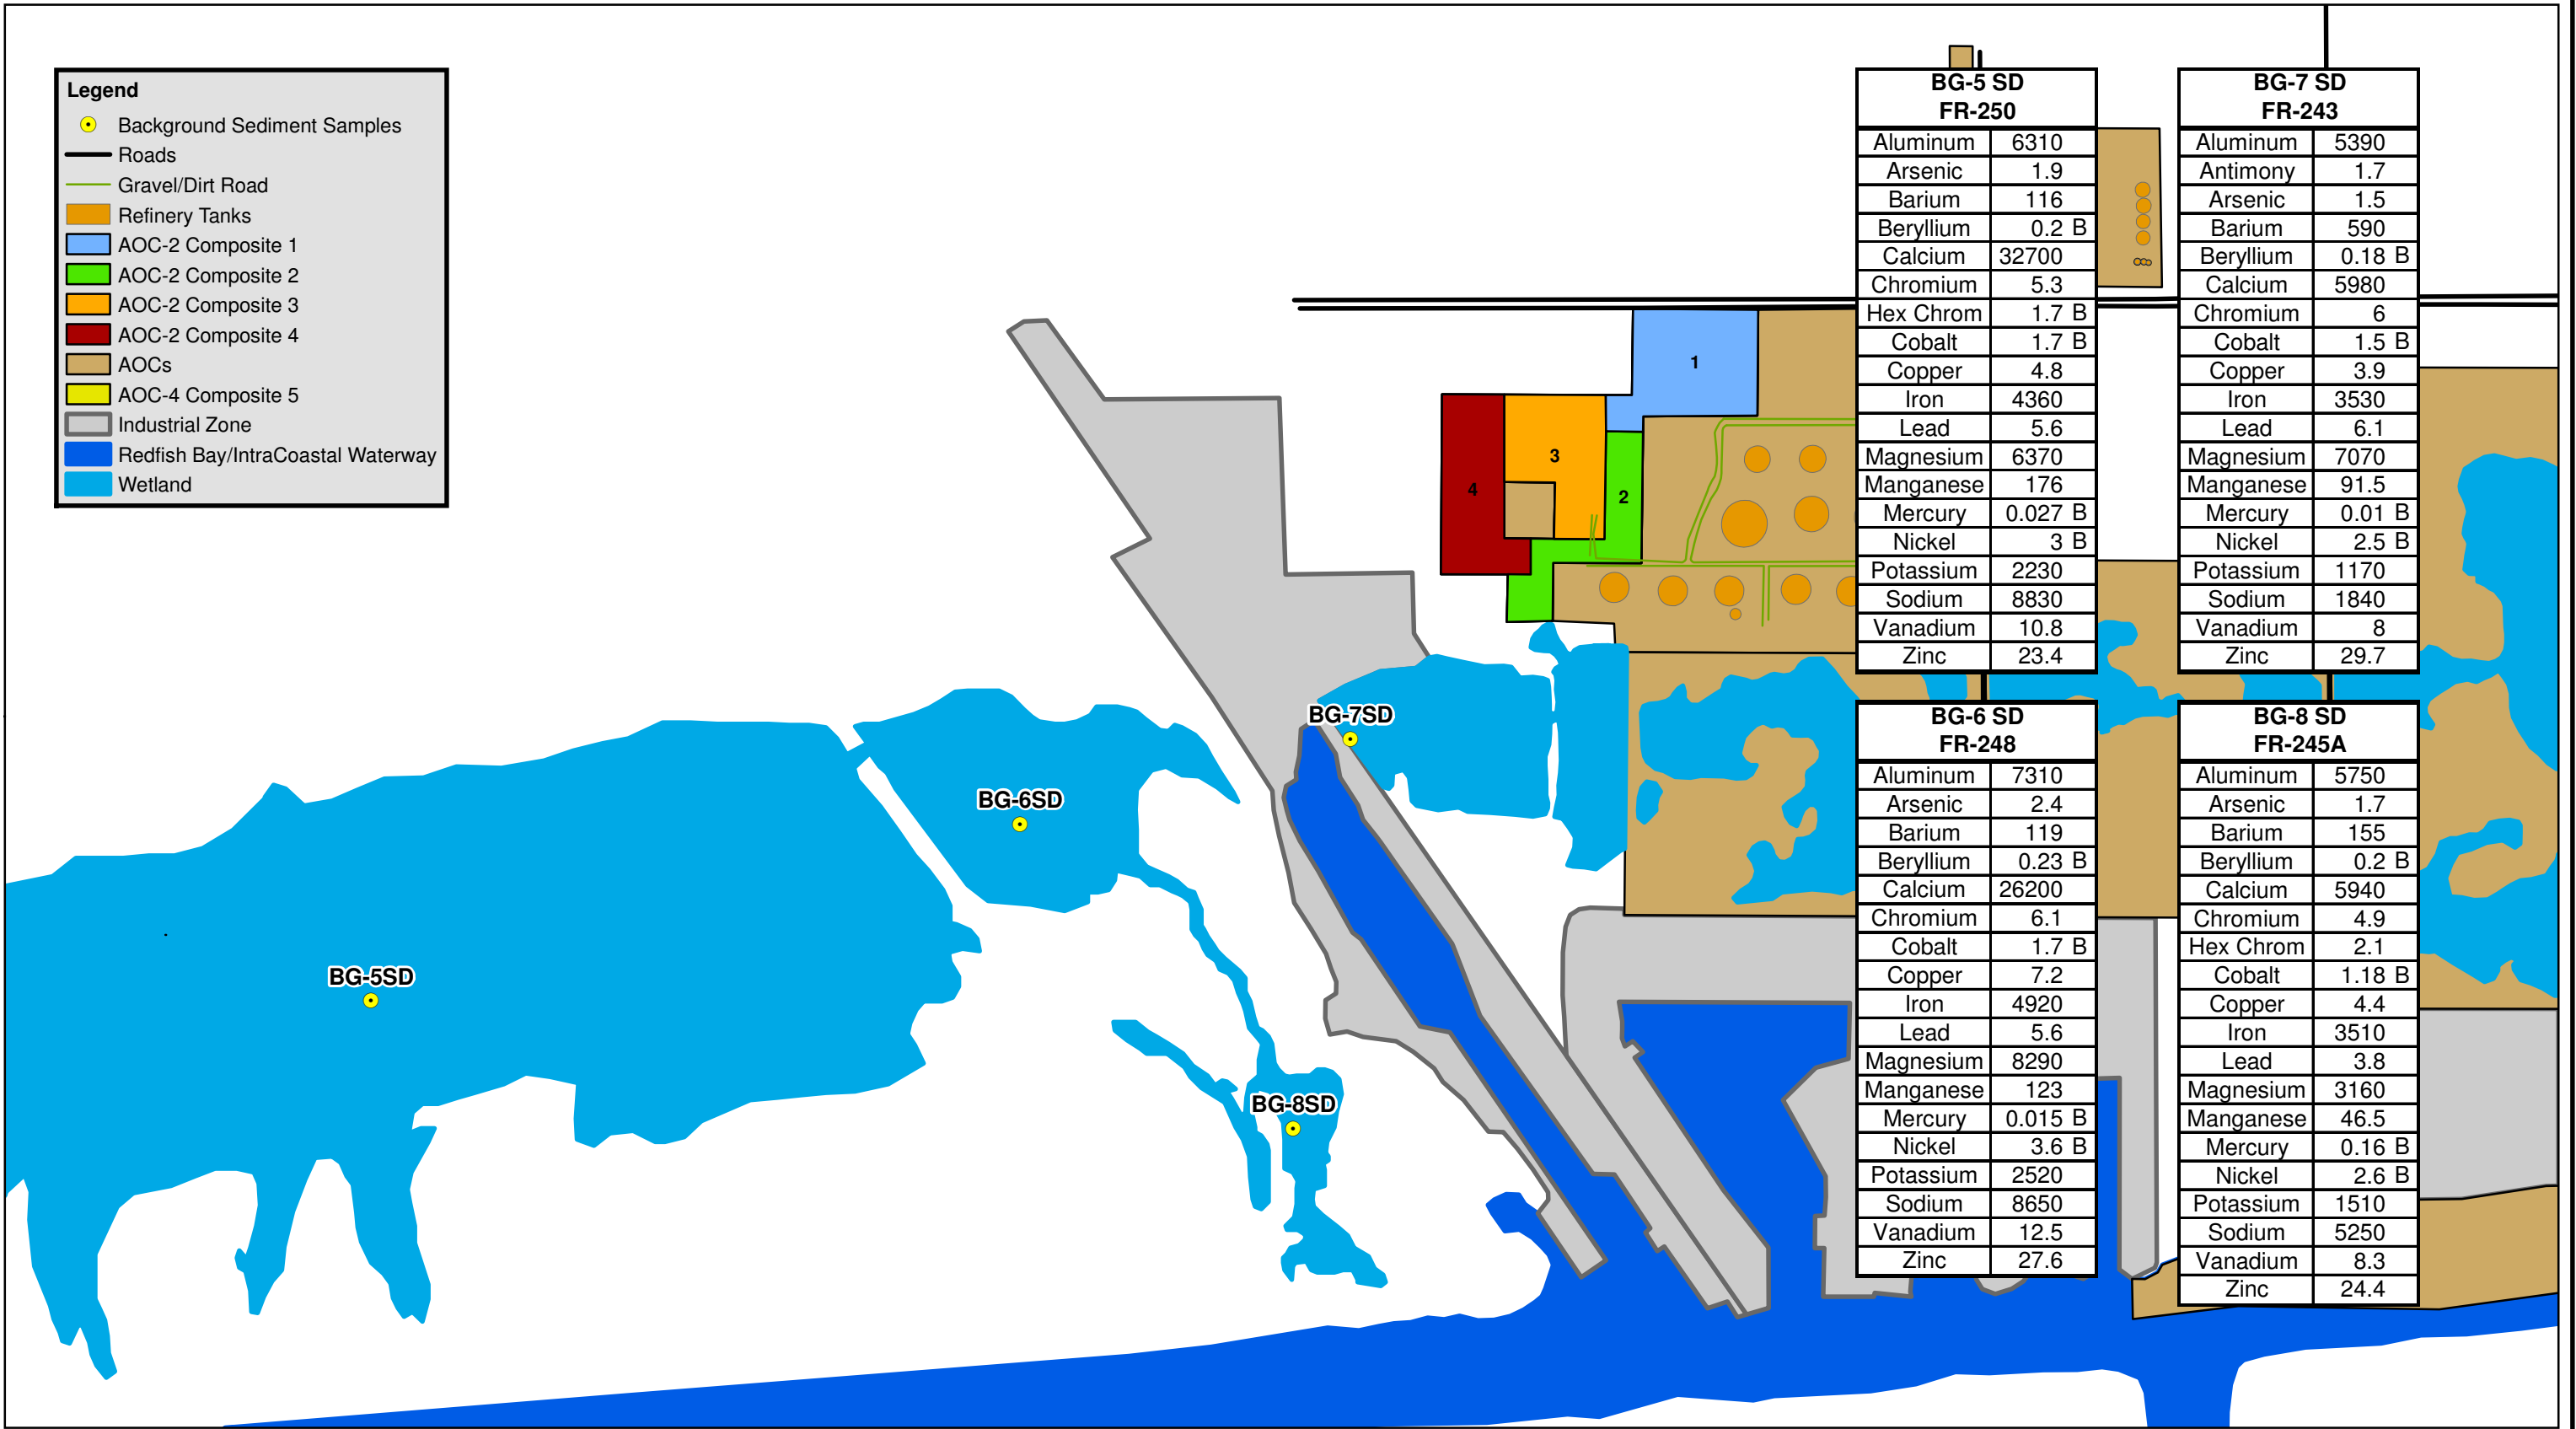 Legend
Background Sediment Samples
Roads
Gravel/Dirt Road
Refinery Tanks
AOC-2 Composite 1
AOC-2 Composite 2
AOC-2 Composite 3
AOC-2 Composite 4
AOCs
AOC-4 Composite 5
Industrial Zone
Redfish Bay/IntraCoastal Waterway
Wetland
1
3
4
2
BG-7SD
BG-6SD
BG-5SD
BG-8SD
BG-5 SD
FR-250
Aluminum 6310
Arsenic 1.9
Barium 116
Beryllium 0.2 B
Calcium 32700
Chromium 5.3
Hex Chrom 1.7 B
Cobalt 1.7 B
Copper 4.8
Iron 4360
Lead 5.6
Magnesium 6370
Manganese 176
Mercury 0.027 B
Nickel 3 B
Potassium 2230
Sodium 8830
Vanadium 10.8
Zinc 23.4
BG-7 SD
FR-243
Aluminum 5390
Antimony 1.7
Arsenic 1.5
Barium 590
Beryllium 0.18 B
Calcium 5980
Chromium 6
Cobalt 1.5 B
Copper 3.9
Iron 3530
Lead 6.1
Magnesium 7070
Manganese 91.5
Mercury 0.01 B
Nickel 2.5 B
Potassium 1170
Sodium 1840
Vanadium 8
Zinc 29.7
BG-6 SD
FR-248
Aluminum 7310
Arsenic 2.4
Barium 119
Beryllium 0.23 B
Calcium 26200
Chromium 6.1
Cobalt 1.7 B
Copper 7.2
Iron 4920
Lead 5.6
Magnesium 8290
Manganese 123
Mercury 0.015 B
Nickel 3.6 B
Potassium 2520
Sodium 8650
Vanadium 12.5
Zinc 27.6
BG-8 SD
FR-245A
Aluminum 5750
Arsenic 1.7
Barium 155
Beryllium 0.2 B
Calcium 5940
Chromium 4.9
Hex Chrom 2.1
Cobalt 1.18 B
Copper 4.4
Iron 3510
Lead 3.8
Magnesium 3160
Manganese 46.5
Mercury 0.16 B
Nickel 2.6 B
Potassium 1510
Sodium 5250
Vanadium 8.3
Zinc 24.4